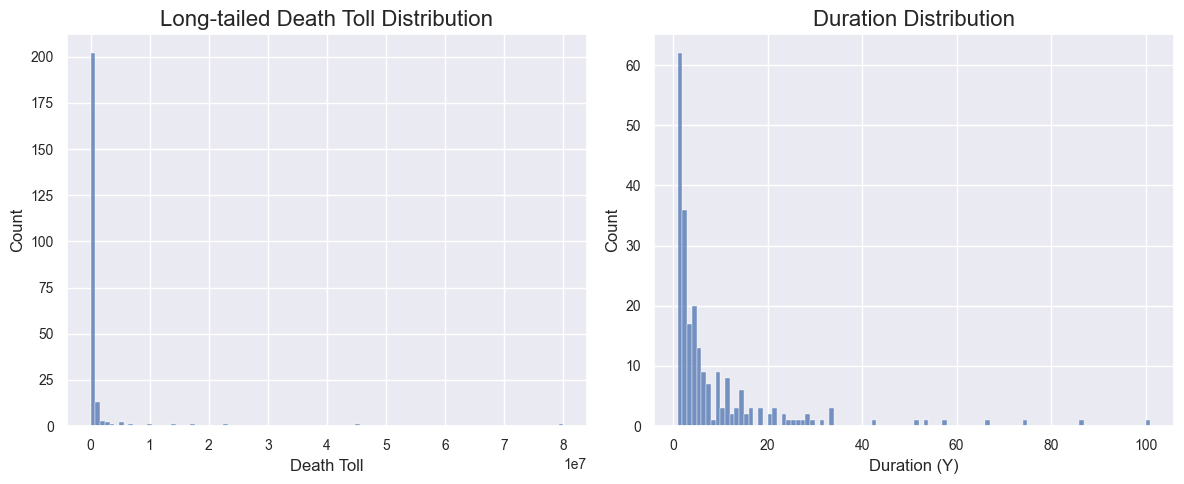 Long-tailed Death Toll Distribution
200
175
150
125
100
75
50
25
0
Count
0 1 2 3 4 5 6 7 8
1e7
Death Toll
Duration Distribution
60
50
40
30
20
10
0
Count
0 20 40 60 80 100
Duration (Y)